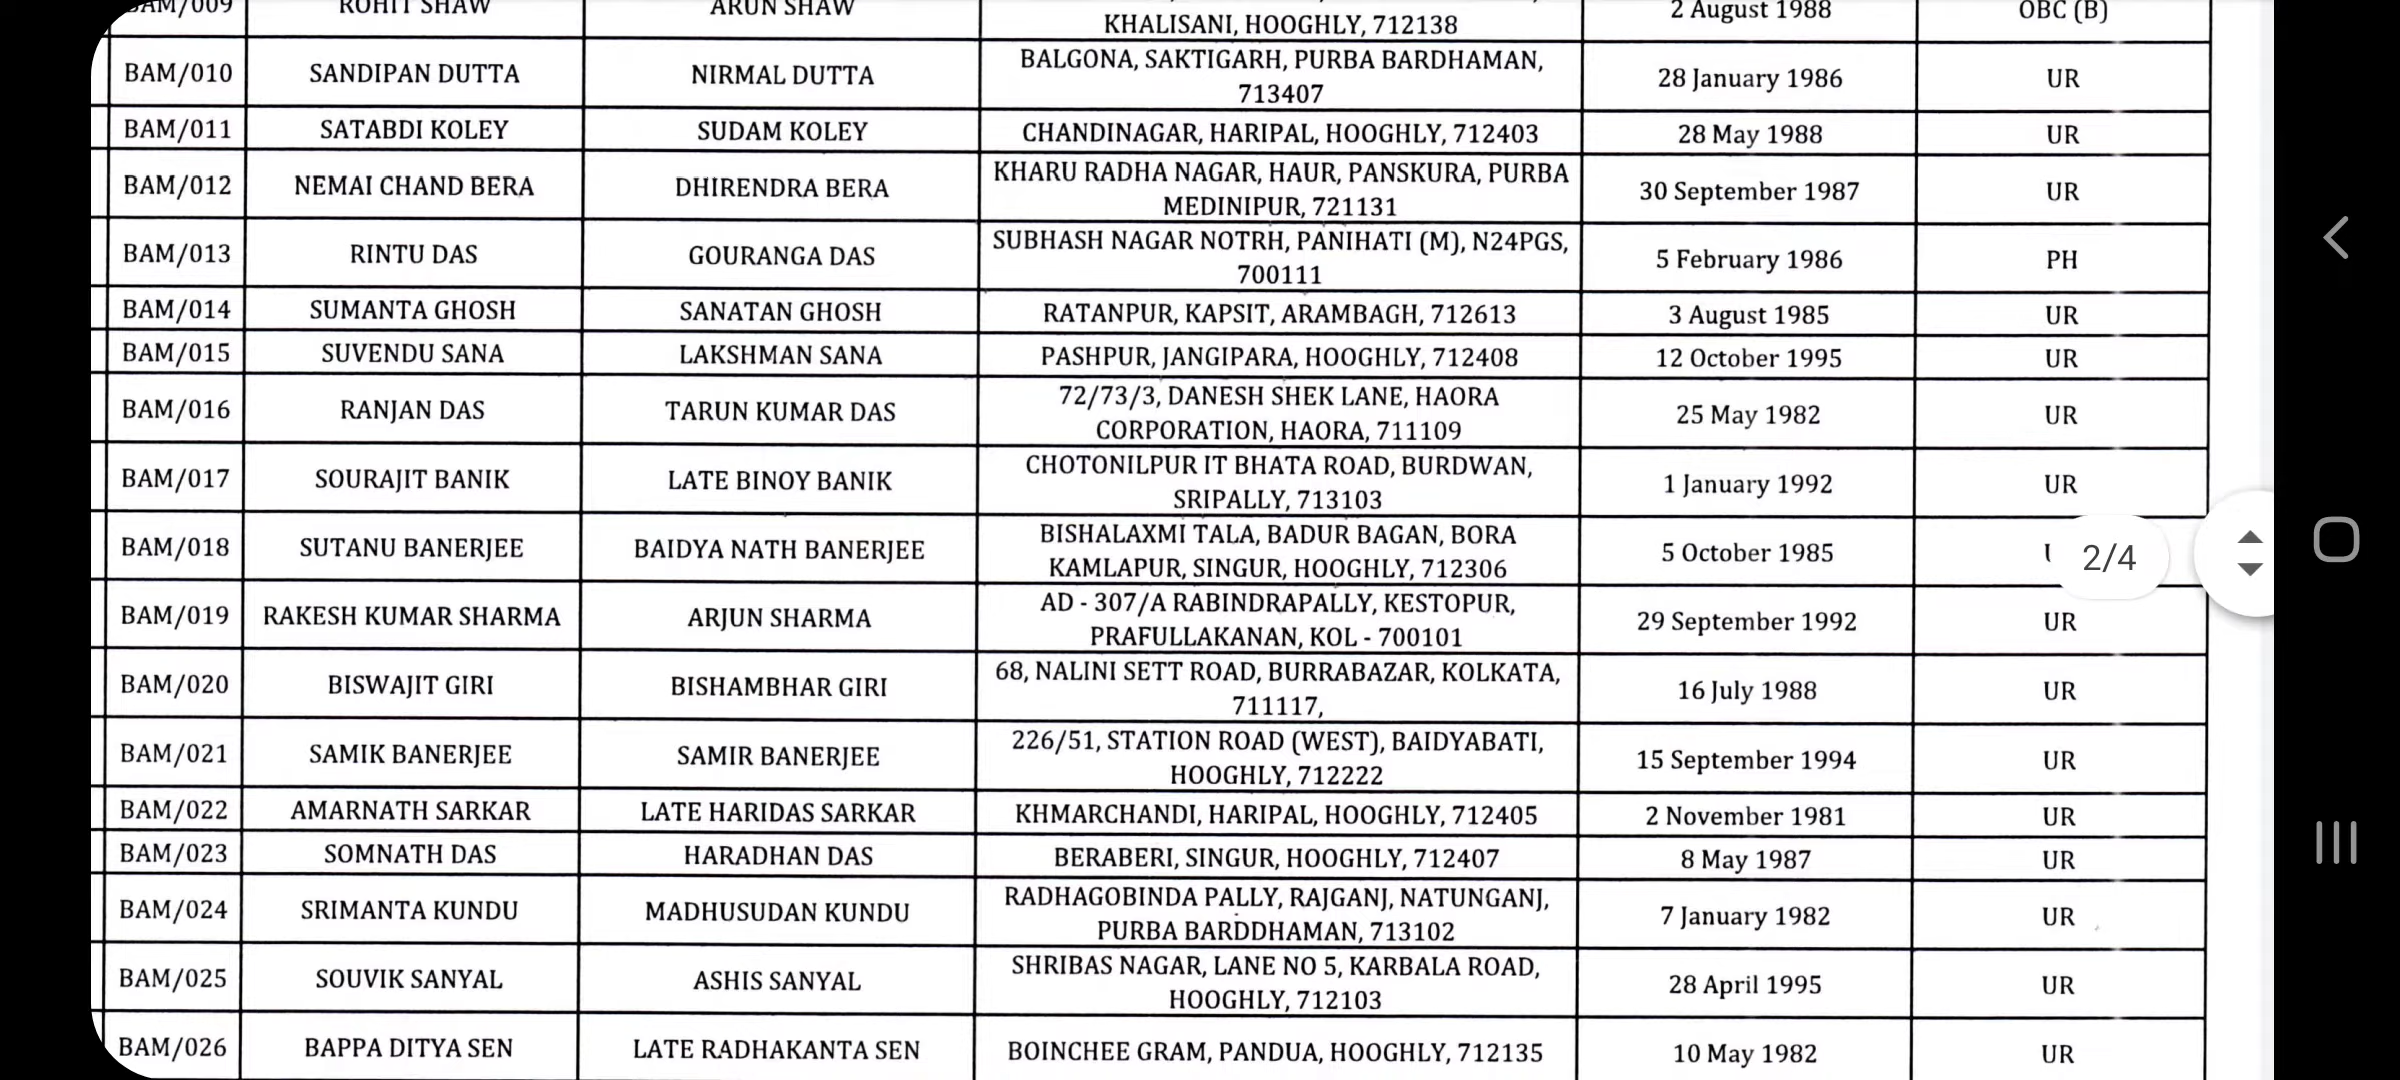 BAM/009 ROHIT SHAW ARUN SHAW KHALISANI, HOOGHLY, 712138 2 August 1988 OBC (B)
BAM/010 SANDIPAN DUTTA NIRMAL DUTTA BALGONA, SAKTIGARH, PURBA BARDHAMAN,
713407 28 January 1986 UR
BAM/011 SATABDI KOLEY SUDAM KOLEY CHANDINAGAR, HARIPAL, HOOGHLY, 712403 28 May 1988 UR
BAM/012 NEMAI CHAND BERA DHIRENDRA BERA KHARU RADHA NAGAR, HAUR, PANSKURA, PURBA
MEDINIPUR, 721131 30 September 1987 UR
BAM/013 RINTU DAS GOURANGA DAS SUBHASH NAGAR NOTRH, PANIHATI (M), N24PGS,
700111 5 February 1986 PH
BAM/014 SUMANTA GHOSH SANATAN GHOSH RATANPUR, KAPSIT, ARAMBAGH, 712613 3 August 1985 UR
BAM/015 SUVENDU SANA LAKSHMAN SANA PASHPUR, JANGIPARA, HOOGHLY, 712408 12 October 1995 UR
BAM/016 RANJAN DAS TARUN KUMAR DAS 72/73/3, DANESH SHEK LANE, HAORA
CORPORATION, HAORA, 711109 25 May 1982 UR
BAM/017 SOURAJIT BANIK LATE BINOY BANIK CHOTONILPUR IT BHATA ROAD, BURDWAN,
SRIPALLY, 713103 1 January 1992 UR
BAM/018 SUTANU BANERJEE BAIDYA NATH BANERJEE BISHALAXMI TALA, BADUR BAGAN, BORA
KAMLAPUR, SINGUR, HOOGHLY, 712306 5 October 1985
2/4
BAM/019 RAKESH KUMAR SHARMA ARJUN SHARMA AD - 307/A RABINDRAPALLY, KESTOPUR,
PRAFULLAKANAN, KOL - 700101 29 September 1992 UR
BAM/020 BISWAJIT GIRI BISHAMBHAR GIRI 68, NALINI SETT ROAD, BURRABAZAR, KOLKATA,
711117, 16 July 1988 UR
BAM/021 SAMIK BANERJEE SAMIR BANERJEE 226/51, STATION ROAD (WEST), BAIDYABATI,
HOOGHLY, 712222 15 September 1994 UR
BAM/022 AMARNATH SARKAR LATE HARIDAS SARKAR KHMARCHANDI, HARIPAL, HOOGHLY, 712405 2 November 1981 UR
BAM/023 SOMNATH DAS HARADHAN DAS BERABERI, SINGUR, HOOGHLY, 712407 8 May 1987 UR
BAM/024 SRIMANTA KUNDU MADHUSUDAN KUNDU RADHAGOBINDA PALLY, RAJGANJ, NATUNGANJ,
PURBA BARDDHAMAN, 713102 7 January 1982 UR
BAM/025 SOUVIK SANYAL ASHIS SANYAL SHRIBAS NAGAR, LANE NO 5, KARBALA ROAD,
HOOGHLY, 712103 28 April 1995 UR
BAM/026 BAPPA DITYA SEN LATE RADHAKANTA SEN BOINCHEE GRAM, PANDUA, HOOGHLY, 712135 10 May 1982 UR